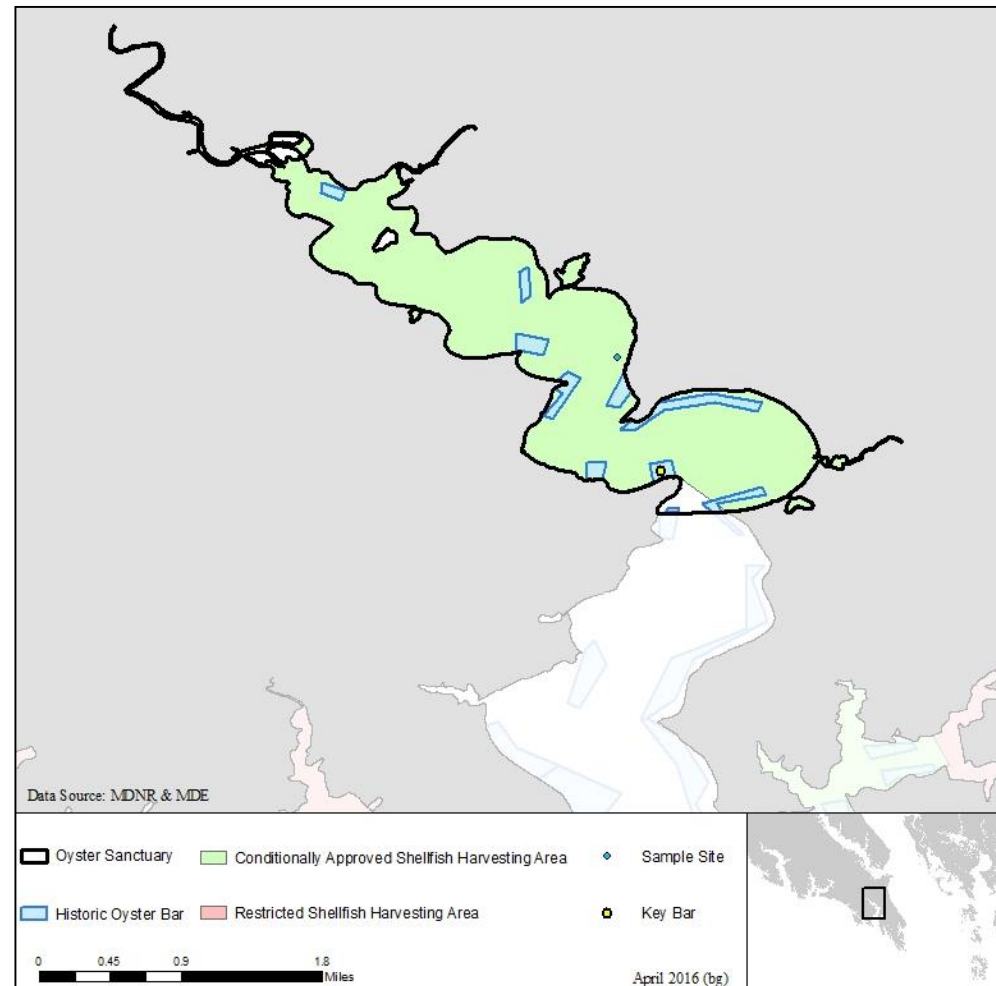 Data Source: MDNR & MDE
Oyster Sanctuary
Conditionally Approved Shellfish Harvesting Area
Sample Site
Historic Oyster Bar
Restricted Shellfish Harvesting Area
Key Bar
0 0.45 0.9 1.8
Miles
April 2016 (bg)